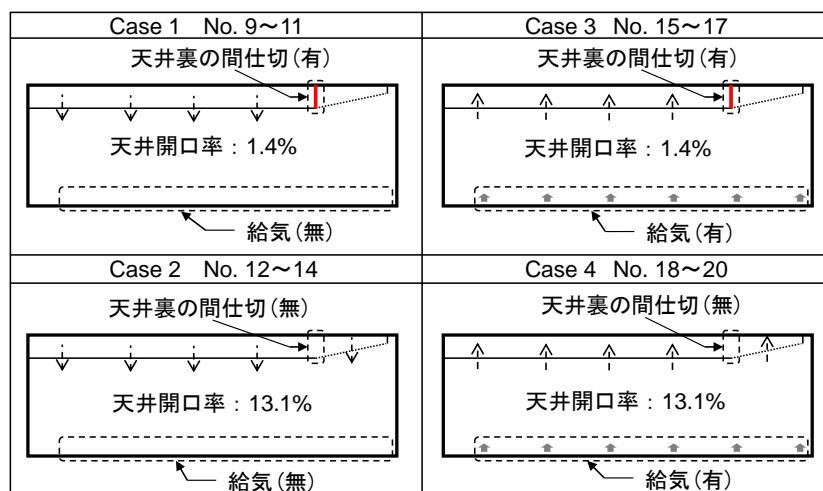 Case 1 No. 9～11
天井裏の間仕切(有)
天井開口率：1.4%
給気(無)
Case 3 No. 15～17
天井裏の間仕切(有)
天井開口率：1.4%
給気(有)
Case 2 No. 12～14
天井裏の間仕切(無)
天井開口率：13.1%
給気(無)
Case 4 No. 18～20
天井裏の間仕切(無)
天井開口率：13.1%
給気(有)